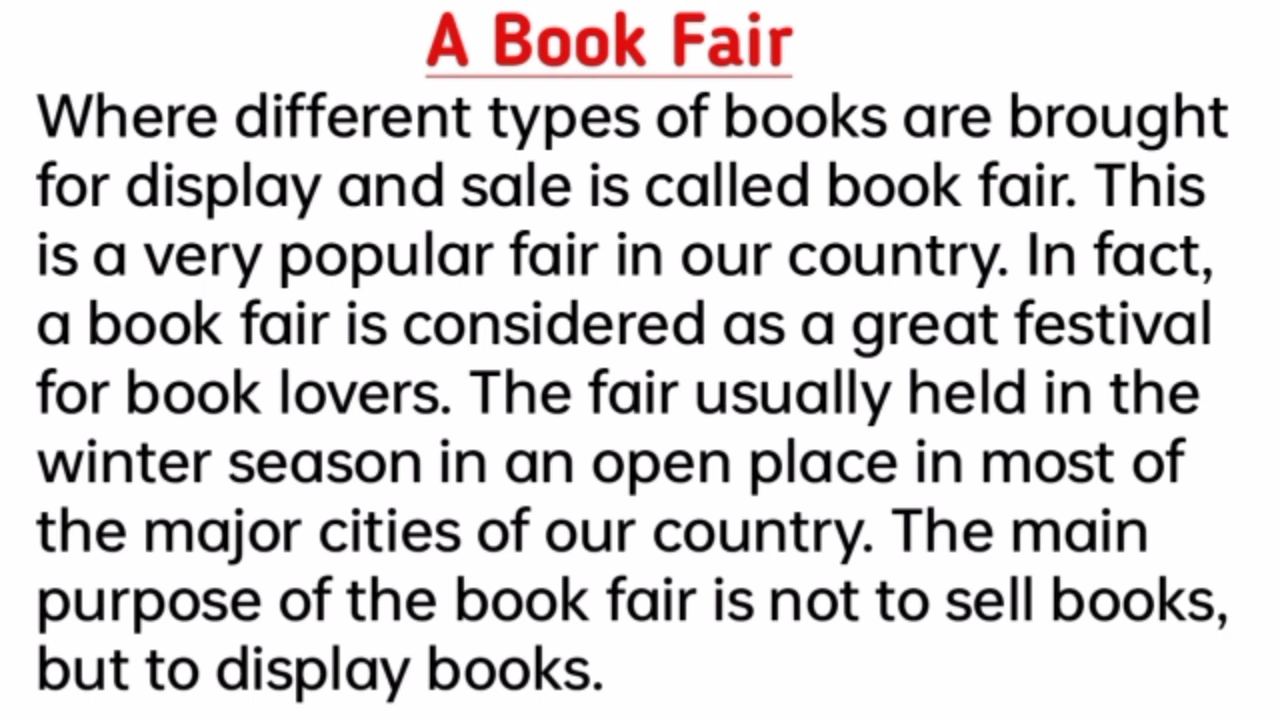 A Book Fair
Where different types of books are brought
for display and sale is called book fair. This
is a very popular fair in our country. In fact,
a book fair is considered as a great festival
for book lovers. The fair usually held in the
winter season in an open place in most of
the major cities of our country. The main
purpose of the book fair is not to sell books,
but to display books.